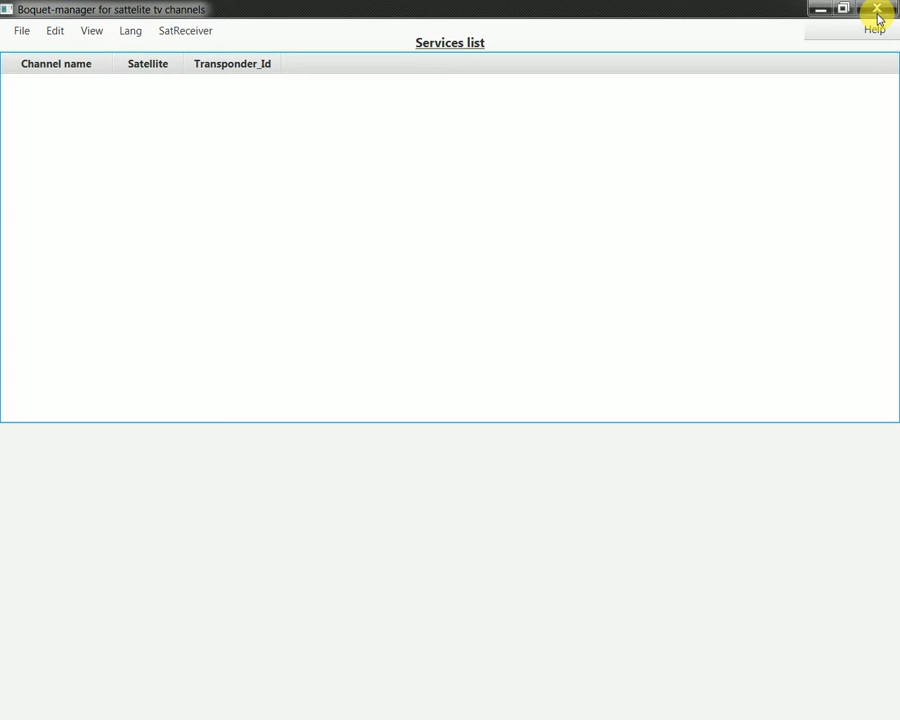 Boquet-manager for sattelite tv channels
File Edit View Lang SatReceiver Help
Services list
Channel name Satellite Transponder_Id